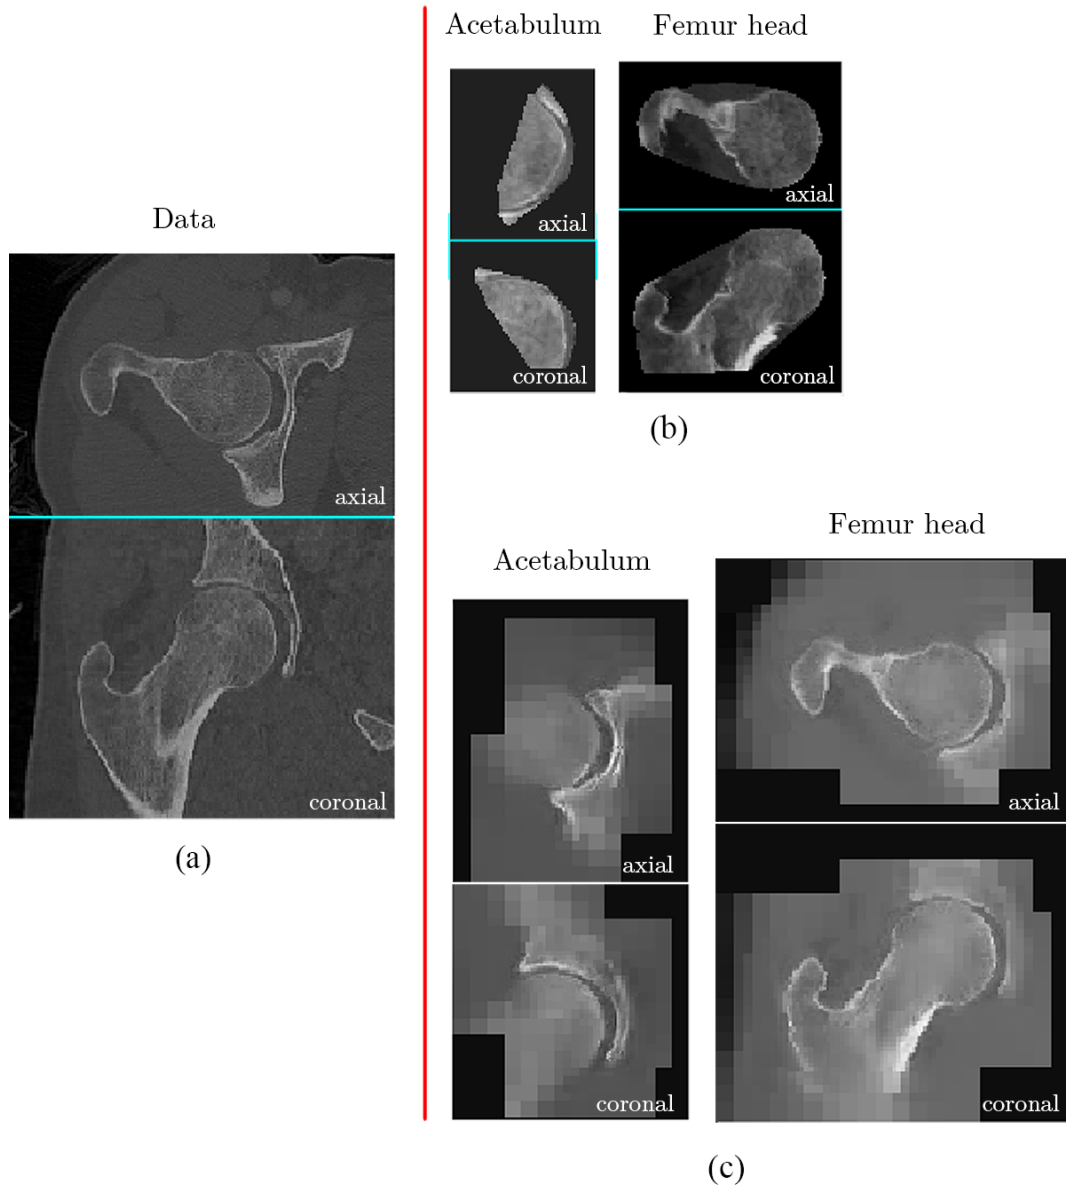 Data
axial
coronal
(a)
Acetabulum
Femur head
axial
axial
coronal
coronal
(b)
Acetabulum
Femur head
axial
axial
coronal
coronal
(c)